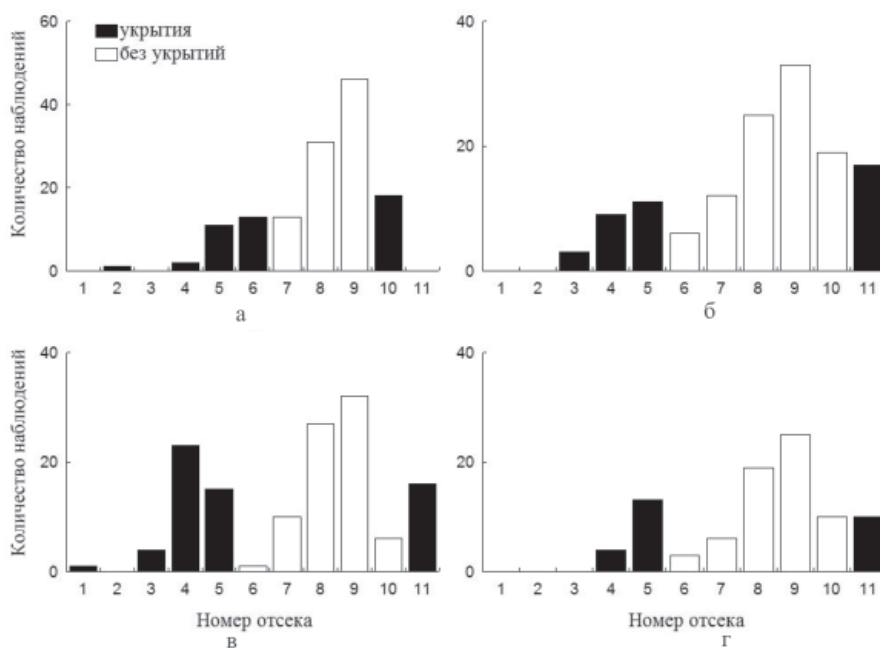 укрытия
без укрытий
Количество наблюдений
60
40
20
0
1 2 3 4 5 6 7 8 9 10 11
а
40
20
0
1 2 3 4 5 6 7 8 9 10 11
б
Количество наблюдений
40
20
0
1 2 3 4 5 6 7 8 9 10 11
Номер отсека
в
40
20
0
1 2 3 4 5 6 7 8 9 10 11
Номер отсека
г